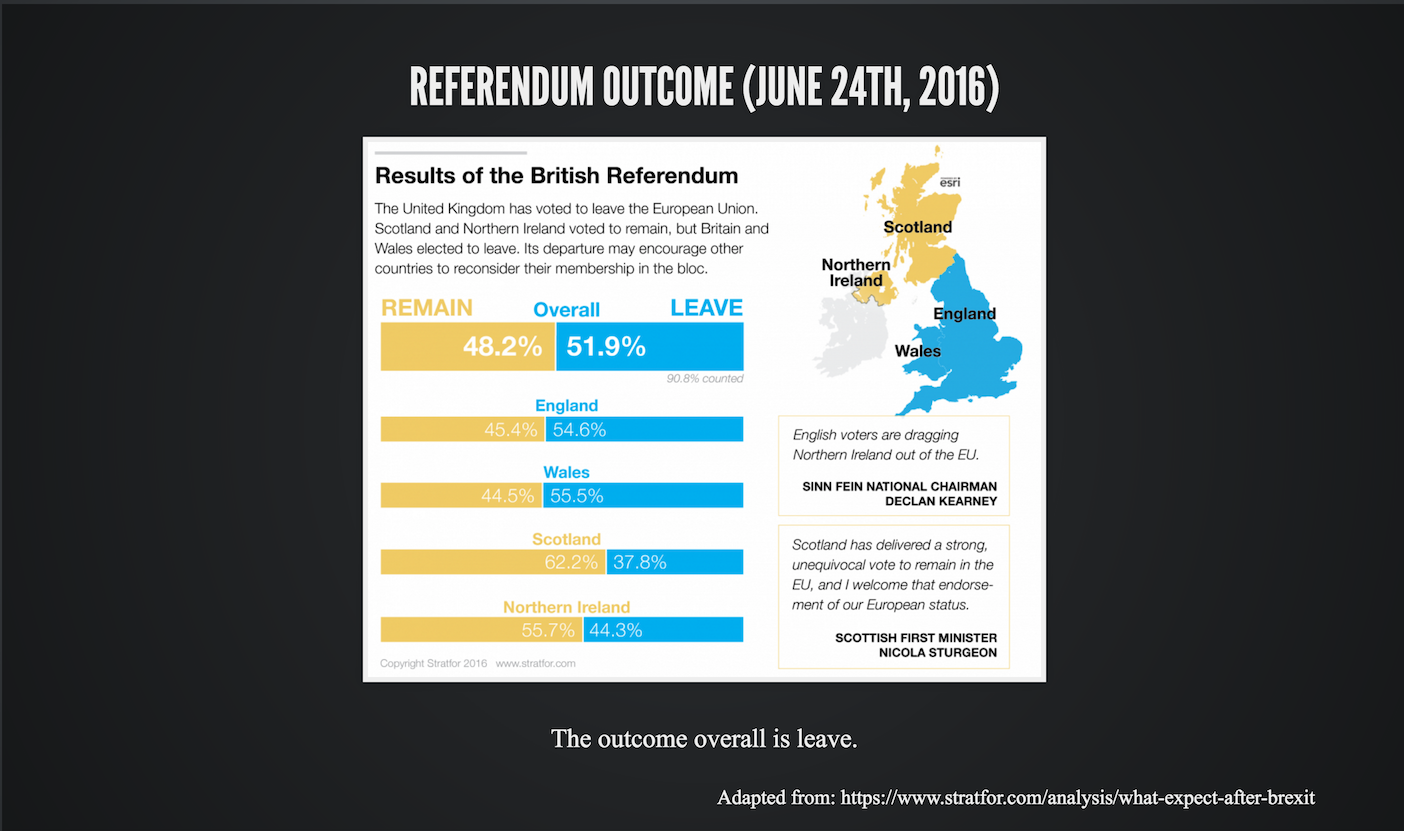 REFERENDUM OUTCOME (JUNE 24TH, 2016)
Results of the British Referendum
The United Kingdom has voted to leave the European Union.
Scotland and Northern Ireland voted to remain, but Britain and
Wales elected to leave. Its departure may encourage other
countries to reconsider their membership in the bloc.
REMAIN Overall LEAVE
48.2% 51.9%
90.8% counted
England
45.4% 54.6%
Wales
44.5% 55.5%
Scotland
62.2% 37.8%
Northern Ireland
55.7% 44.3%
Copyright Stratfor 2016 www.stratfor.com
esri
Scotland
Northern
Ireland
England
Wales
English voters are dragging
Northern Ireland out of the EU.
SINN FEIN NATIONAL CHAIRMAN
DECLAN KEARNEY
Scotland has delivered a strong,
unequivocal vote to remain in the
EU, and I welcome that endorse-
ment of our European status.
SCOTTISH FIRST MINISTER
NICOLA STURGEON
The outcome overall is leave.
Adapted from: https://www.stratfor.com/analysis/what-expect-after-brexit